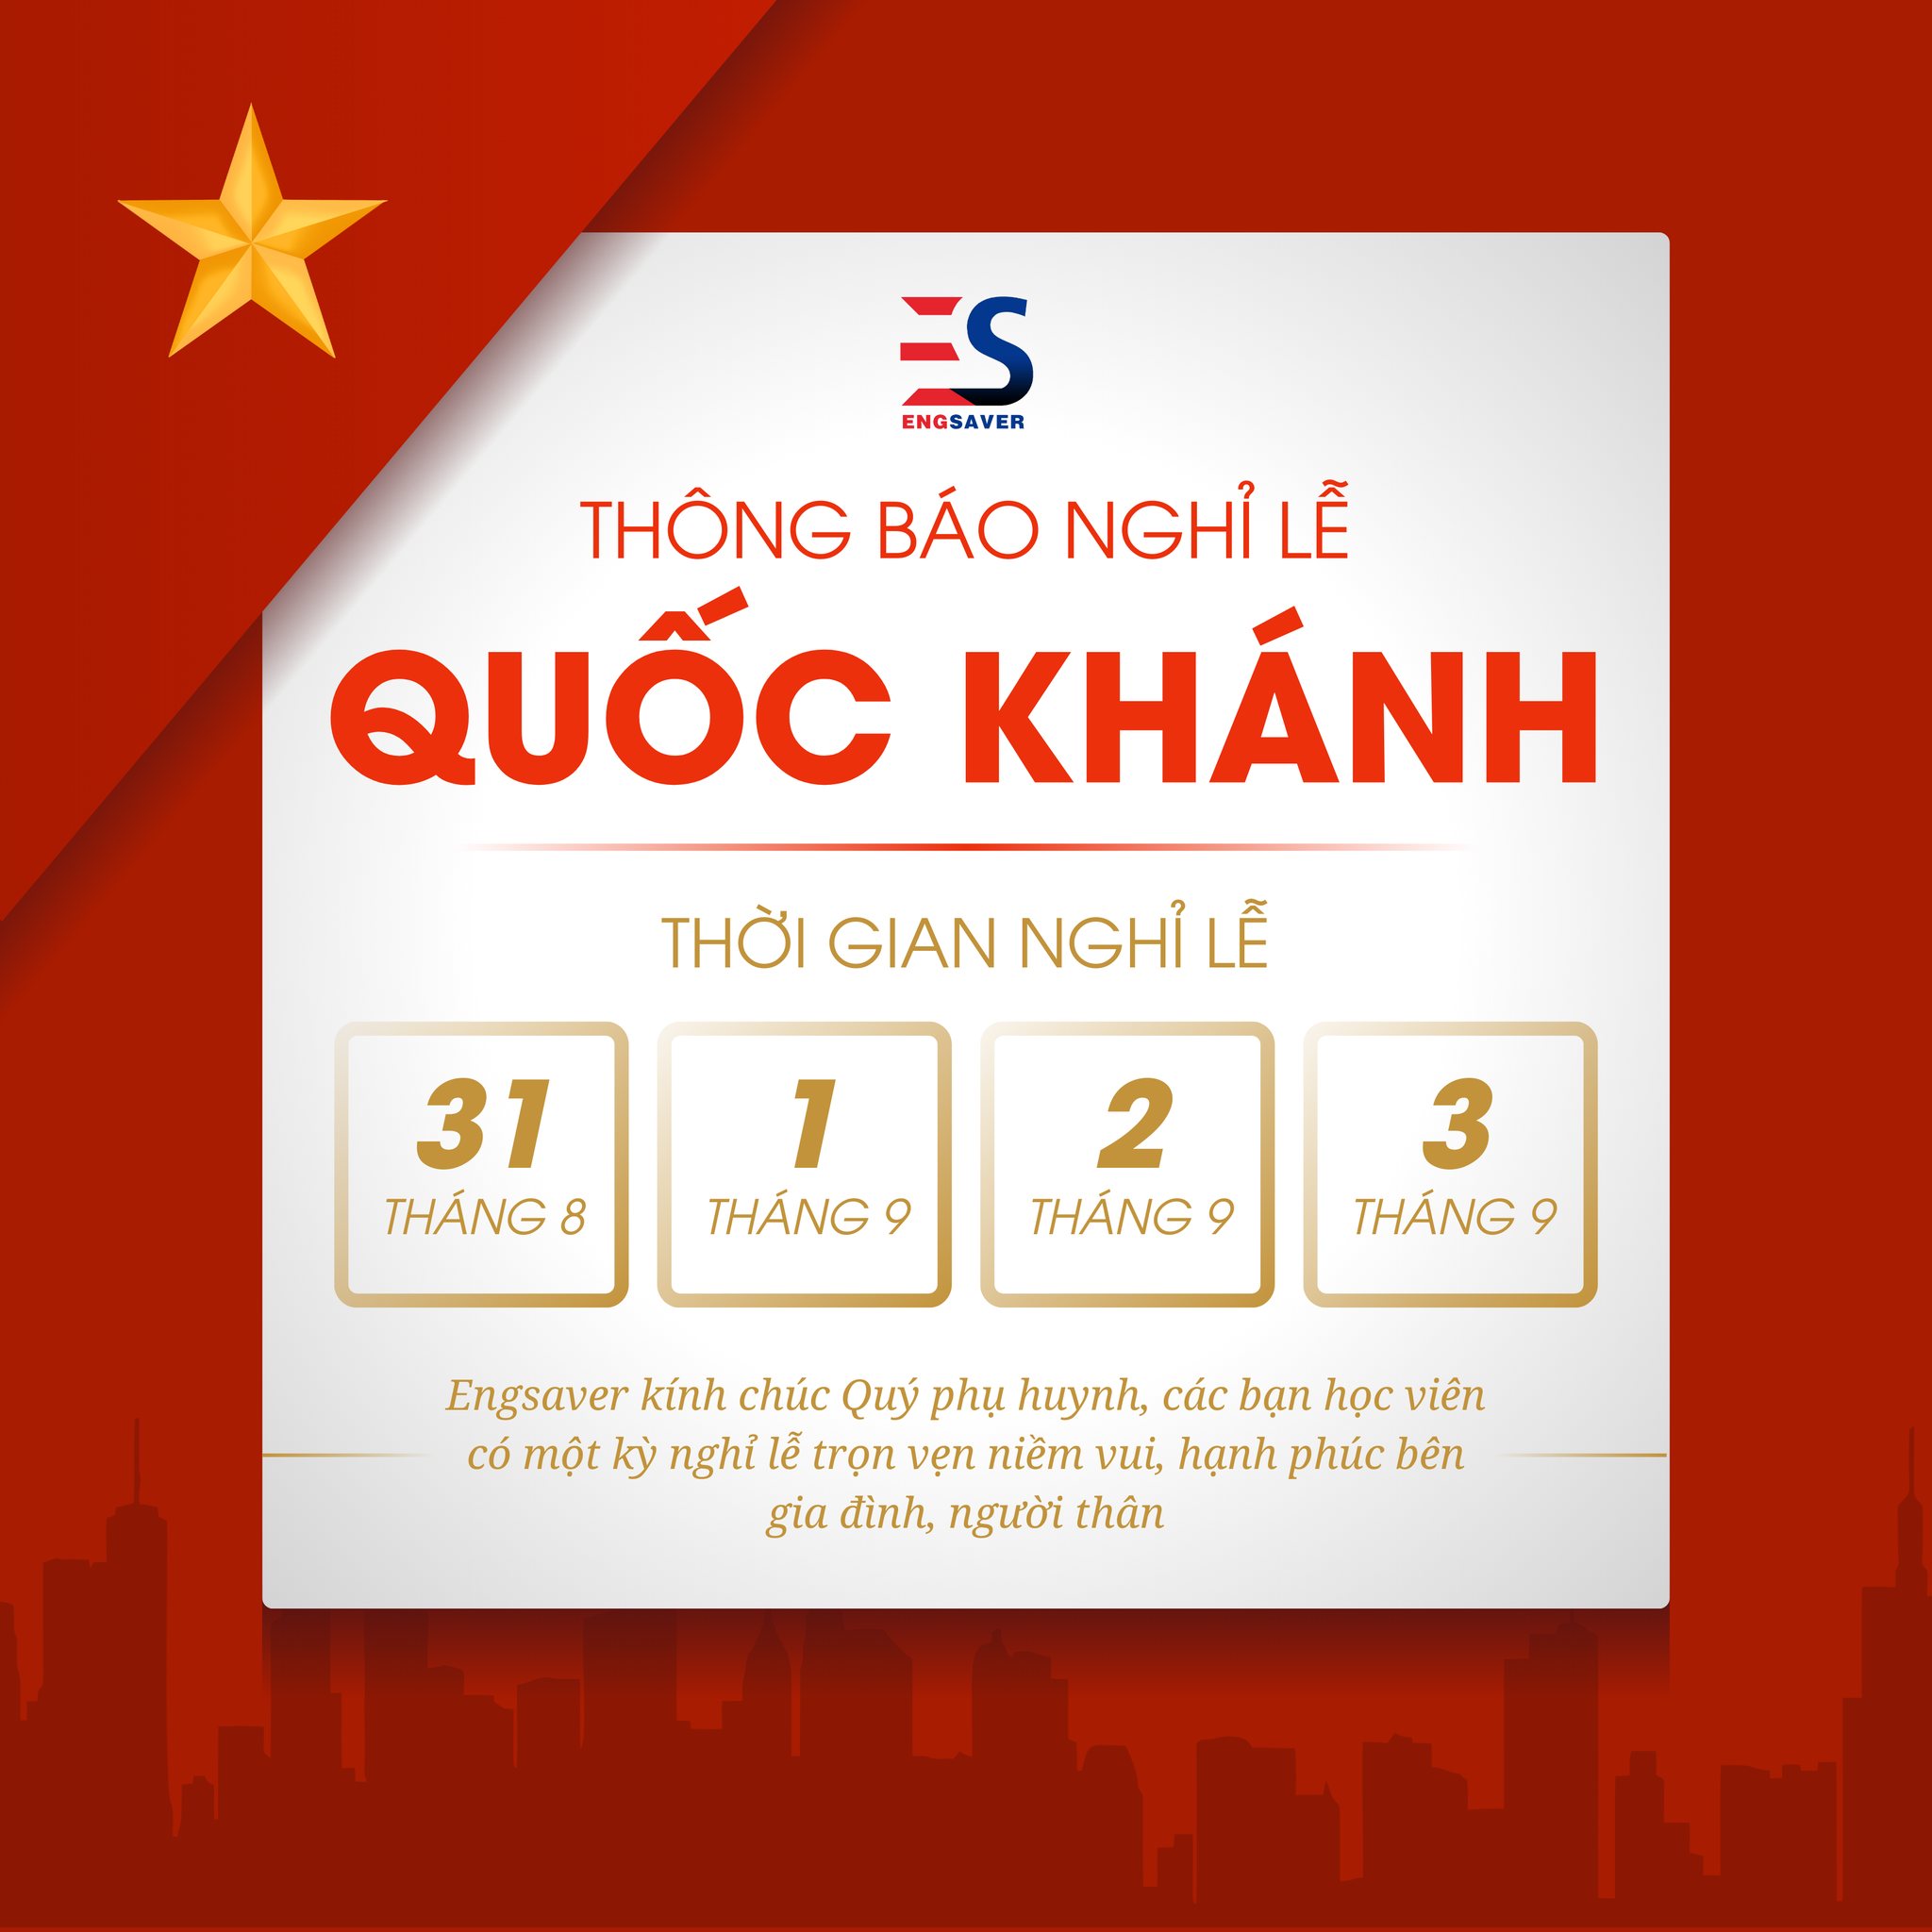 ES
ENGSAVER
THÔNG BÁO NGHỈ LỄ
QUỐC KHÁNH
THỜI GIAN NGHỈ LỄ
31
THÁNG 8
1
THÁNG 9
2
THÁNG 9
3
THÁNG 9
Engsaver kính chúc Quý phụ huynh, các bạn học viên
có một kỳ nghỉ lễ trọn vẹn niềm vui, hạnh phúc bên
gia đình, người thân